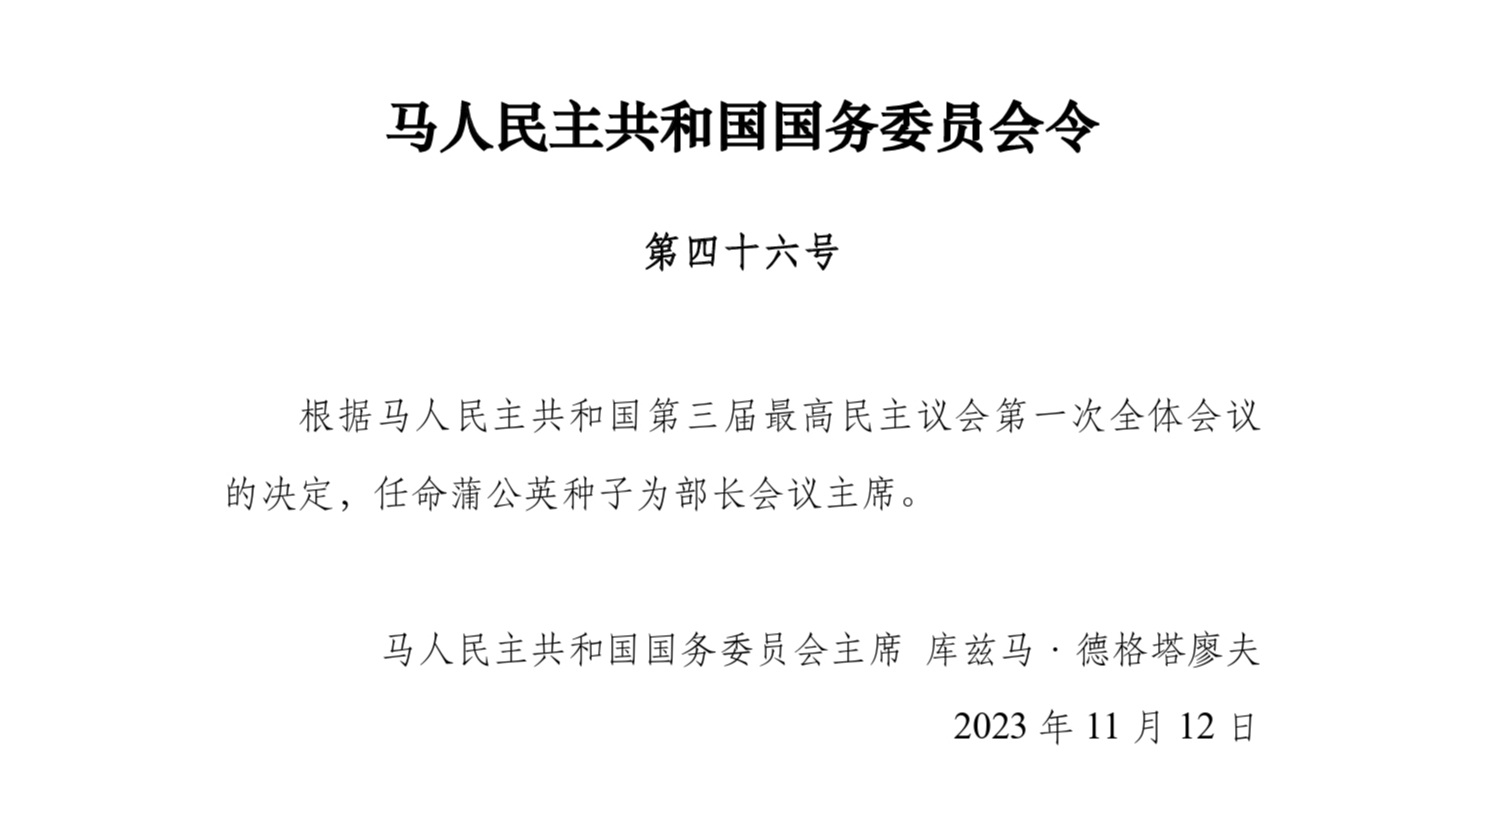 马人民主共和国国务委员会令
第四十六号
根据马人民主共和国第三届最高民主议会第一次全体会议
的决定，任命蒲公英种子为部长会议主席。
马人民主共和国国务委员会主席 库兹马·德格塔廖夫
2023 年 11 月 12 日